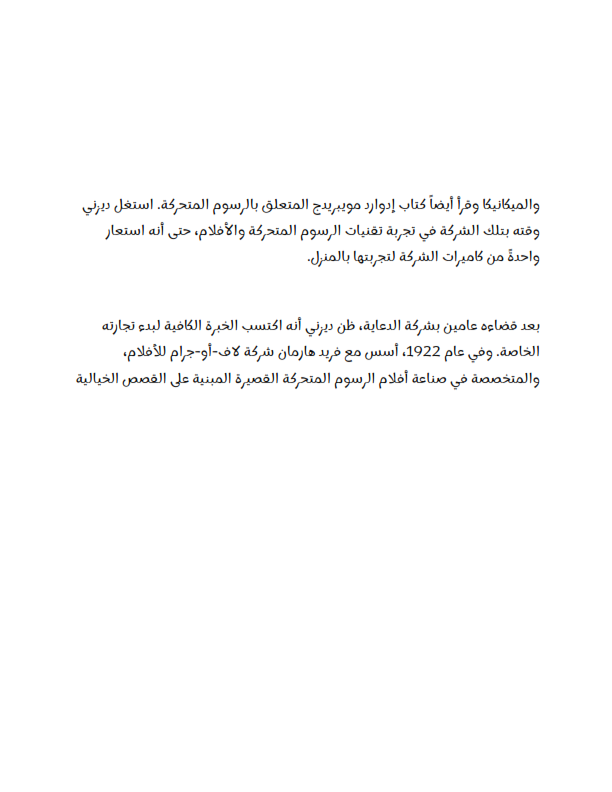 والميكانيكا وقرأ أيضاً كتاب إدوارد مويبريدج المتعلق بالرسوم المتحركة. استغل ديزني
وقته بتلك الشركة في تجربة تقنيات الرسوم المتحركة والأفلام، حتى أنه استعار
واحدةً من كاميرات الشركة لتجربتها بالمنزل.
بعد قضاءه عامين بشركة الدعاية، ظن ديزني أنه اكتسب الخبرة الكافية لبدء تجارته
الخاصة. وفي عام 1922، أسس مع فريد هارمان شركة لاف-أو-جرام للأفلام،
والمتخصصة في صناعة أفلام الرسوم المتحركة القصيرة المبنية على القصص الخيالية